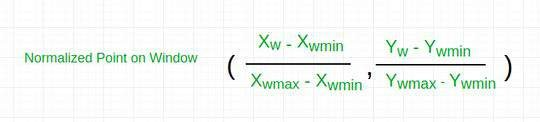 Normalized Point on Window ( Xw - Xwmin / Xwmax - Xwmin , Yw - Ywmin / Ywmax - Ywmin )